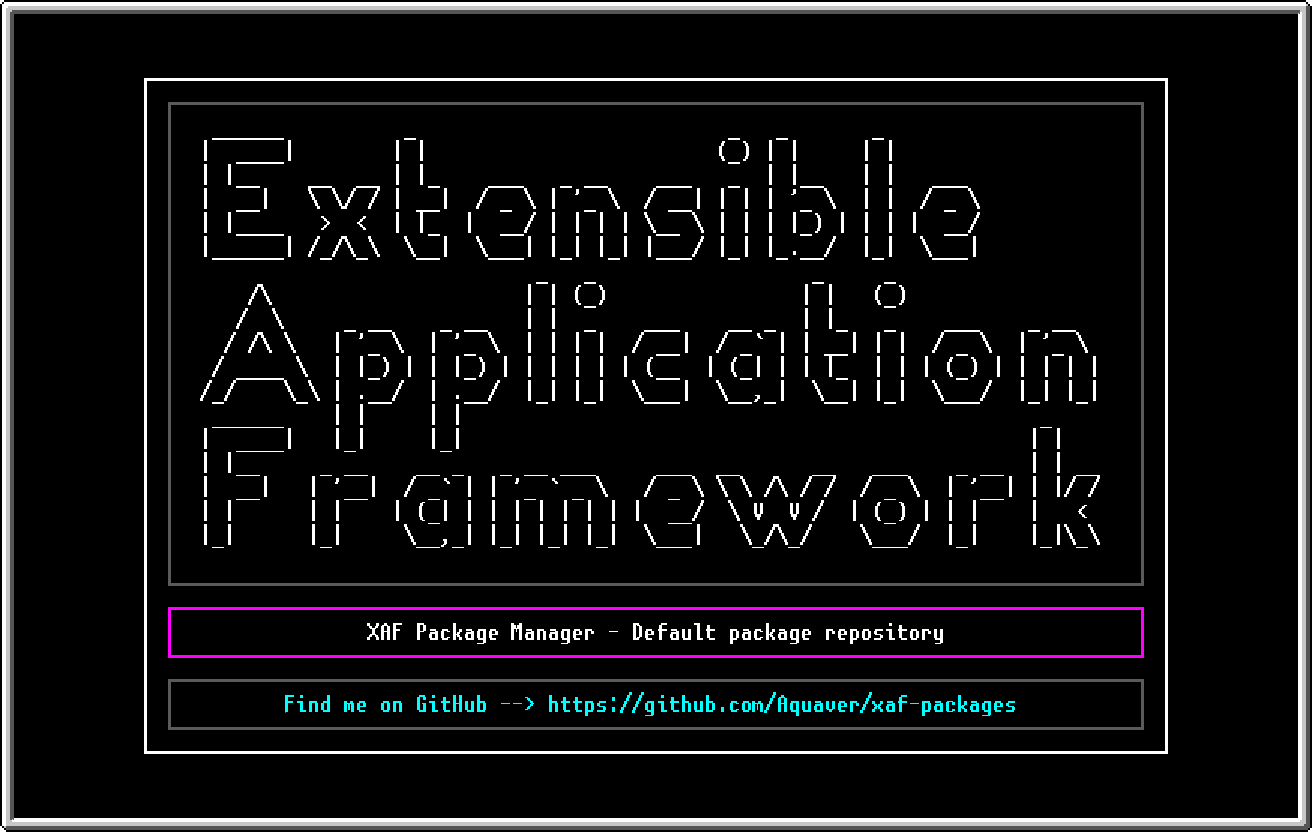 Extensible
Application
Framework
XAF Package Manager - Default package repository
Find me on GitHub --> https://github.com/Aquaver/xaf-packages